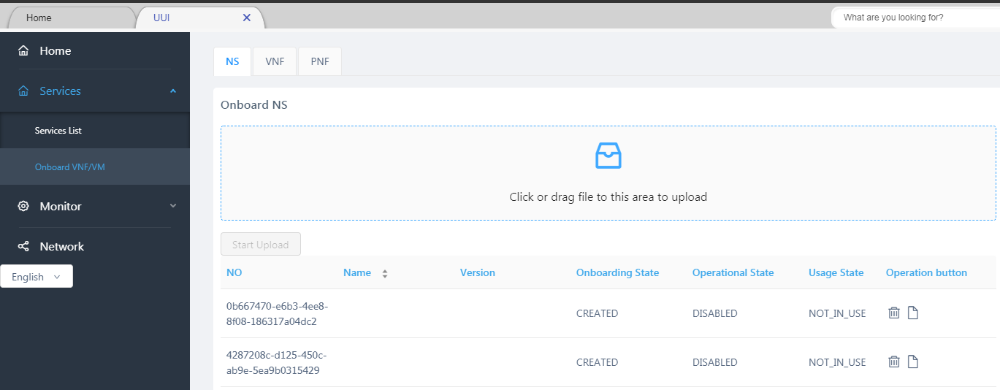 Home
UUI
What are you looking for?
Home
Services
Services List
Onboard VNF/VM
Monitor
Network
English
NS
VNF
PNF
Onboard NS
Click or drag file to this area to upload
Start Upload
NO
Name
Version
Onboarding State
Operational State
Usage State
Operation button
0b667470-e6b3-4ee8-
8f08-186317a04dc2
CREATED
DISABLED
NOT_IN_USE
4287208c-d125-450c-
ab9e-5ea9b0315429
CREATED
DISABLED
NOT_IN_USE